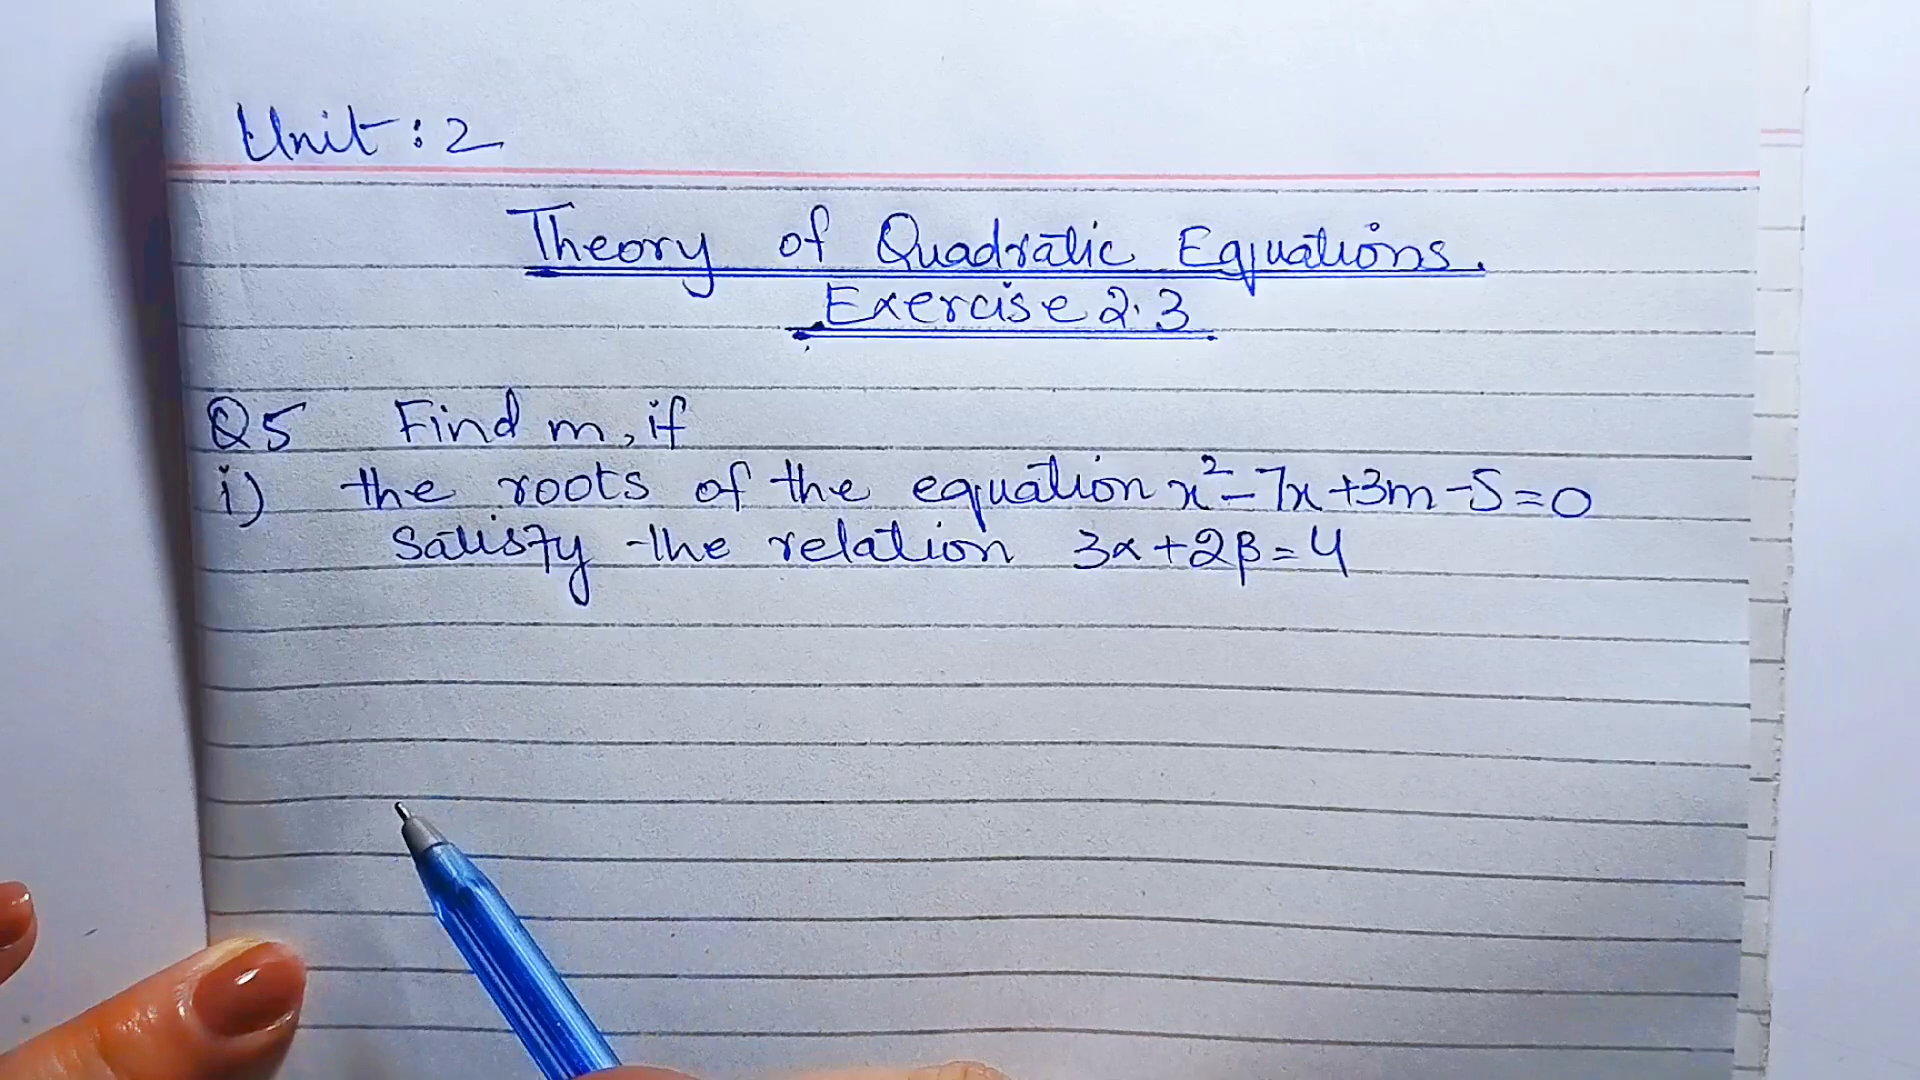 Unit : 2
Theory of Quadratic Equations.
Exercise 2.3
Q5 Find m, if
i) the roots of the equation x² - 7x + 3m - 5 = 0
satisfy the relation 3α + 2β = 4